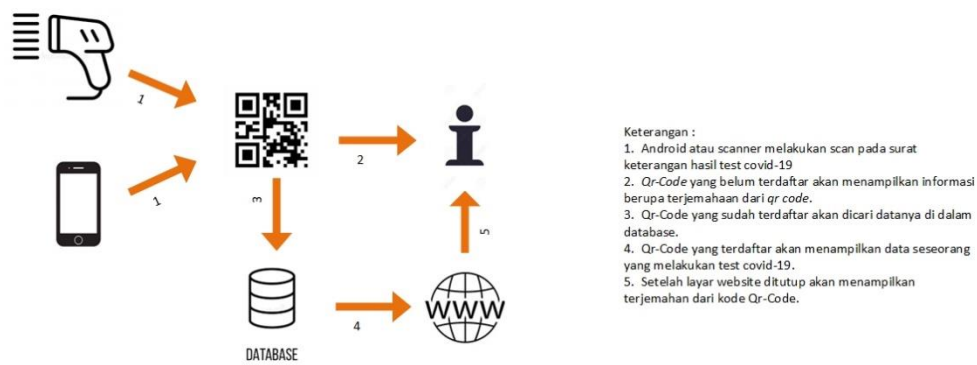 1
1
2
3
4
5
DATABASE
WWW
Keterangan :
1. Android atau scanner melakukan scan pada surat
keterangan hasil test covid-19
2. Qr-Code yang belum terdaftar akan menampilkan informasi
berupa terjemahaan dari qr code.
3. Qr-Code yang sudah terdaftar akan dicari datanya di dalam
database.
4. Qr-Code yang terdaftar akan menampilkan data seseorang
yang melakukan test covid-19.
5. Setelah layar website ditutup akan menampilkan
terjemahan dari kode Qr-Code.